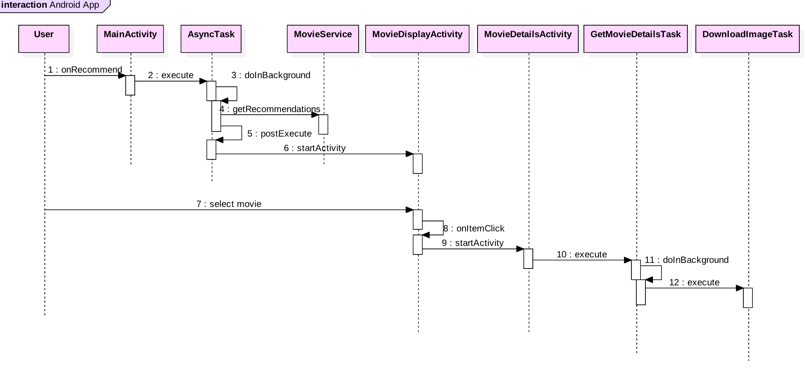 interaction Android App
User
MainActivity
AsyncTask
MovieService
MovieDisplayActivity
MovieDetailsActivity
GetMovieDetailsTask
DownloadImageTask
1 : onRecommend
2 : execute
3 : doInBackground
4 : getRecommendations
5 : postExecute
6 : startActivity
7 : select movie
8 : onItemClick
9 : startActivity
10 : execute
11 : doInBackground
12 : execute